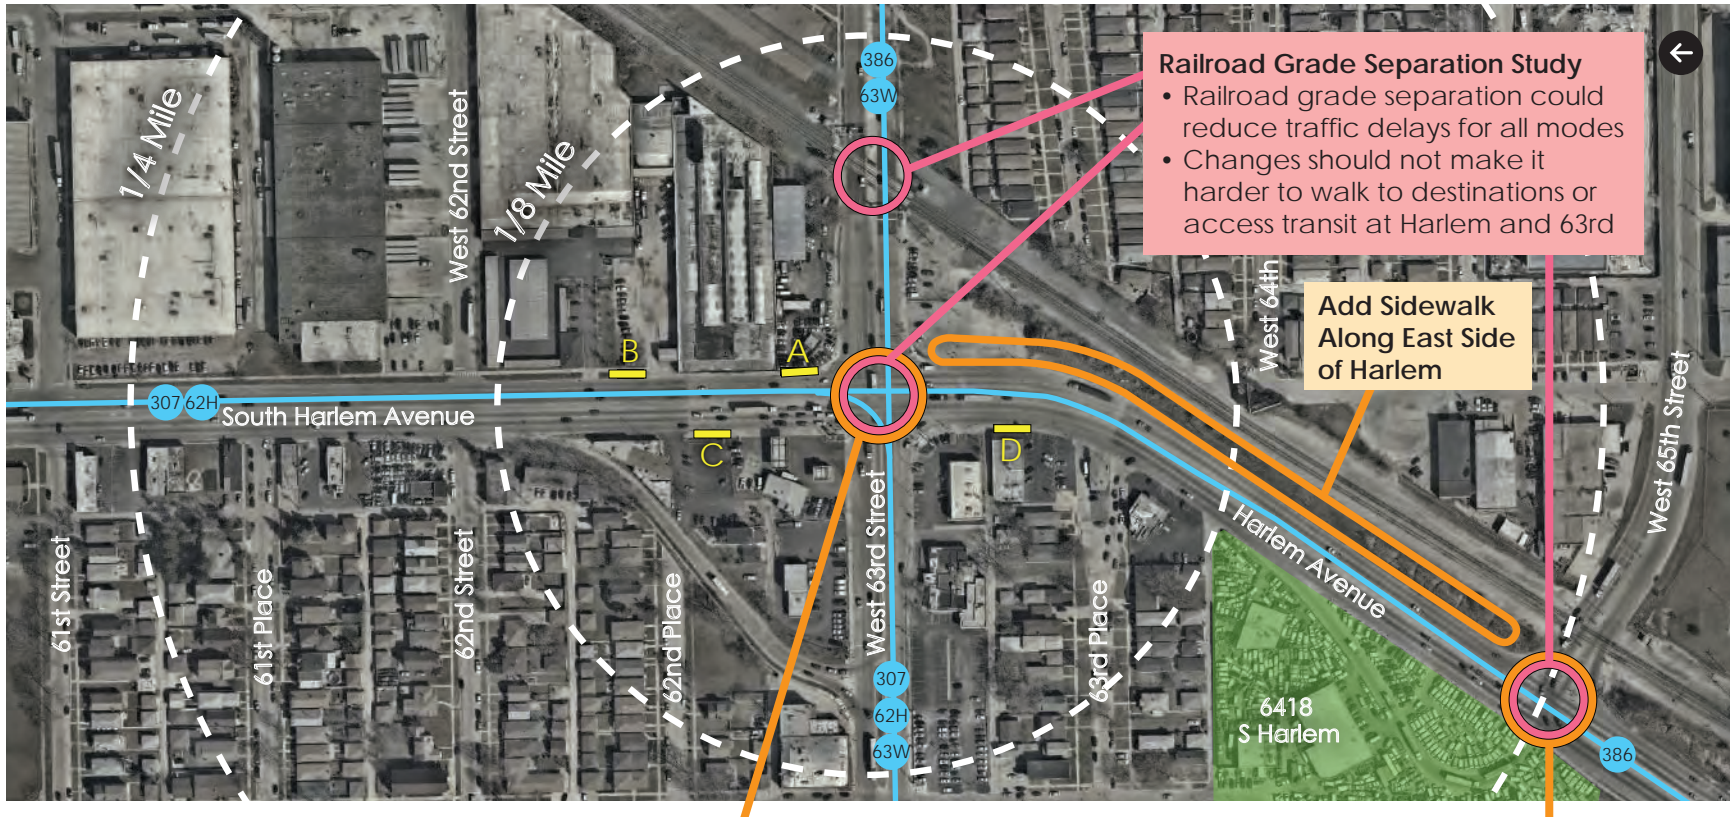 Railroad Grade Separation Study
• Railroad grade separation could
reduce traffic delays for all modes
• Changes should not make it
harder to walk to destinations or
access transit at Harlem and 63rd
Add Sidewalk
Along East Side
of Harlem
1/4 Mile
1/8 Mile
West 62nd Street
386
63W
West 64th
West 65th Street
B
A
307
62H
South Harlem Avenue
C
D
West 63rd Street
Harlem Avenue
61st Street
61st Place
62nd Street
62nd Place
63rd Place
307
62H
63W
6418
S Harlem
386